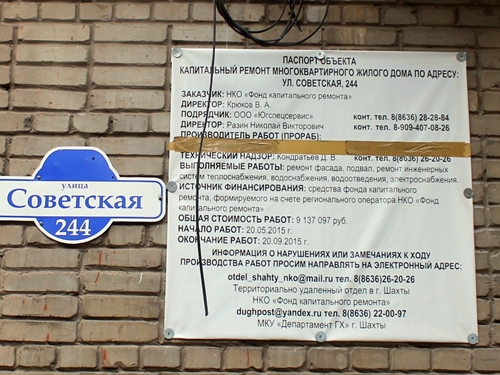 улица
Советская
244
ПАСПОРТ ОБЪЕКТА
КАПИТАЛЬНЫЙ РЕМОНТ МНОГОКВАРТИРНОГО ЖИЛОГО ДОМА ПО АДРЕСУ:
УЛ. СОВЕТСКАЯ, 244
ЗАКАЗЧИК: НКО «Фонд капитального ремонта»
ДИРЕКТОР: Крюков В. А.
ПОДРЯДЧИК: ООО "Югспецсервис" конт. тел. 8(8636) 28-28-84
ДИРЕКТОР: Разин Николай Викторович конт. тел. 8-909-407-08-26
ПРОИЗВОДИТЕЛЬ РАБОТ (ПРОРАБ):
ТЕХНИЧЕСКИЙ НАДЗОР: Кондратьев Д. В. конт. тел. 8(8636) 26-20-26
ВЫПОЛНЯЕМЫЕ РАБОТЫ: ремонт фасада, подвал, ремонт инженерных
систем теплоснабжения, водоснабжения, водоотведения, электроснабжения.
ИСТОЧНИК ФИНАНСИРОВАНИЯ: средства фонда капитального
ремонта, формируемого на счете регионального оператора НКО «Фонд
капитального ремонта»
ОБЩАЯ СТОИМОСТЬ РАБОТ: 9 137 097 руб.
НАЧАЛО РАБОТ: 20.05.2015 г.
ОКОНЧАНИЕ РАБОТ: 20.09.2015 г.
ИНФОРМАЦИЯ О НАРУШЕНИЯХ ИЛИ ЗАМЕЧАНИЯХ К ХОДУ
ПРОИЗВОДСТВА РАБОТ ПРОСИМ НАПРАВЛЯТЬ НА ЭЛЕКТРОННЫЙ АДРЕС:
otdel_shahty_nko@mail.ru тел. 8(8636)26-20-26
Территориально удаленный отдел в г. Шахты
НКО «Фонд капитального ремонта»
dughpost@yandex.ru тел. 8(8636) 22-00-97
МКУ «Департамент ГХ» г. Шахты